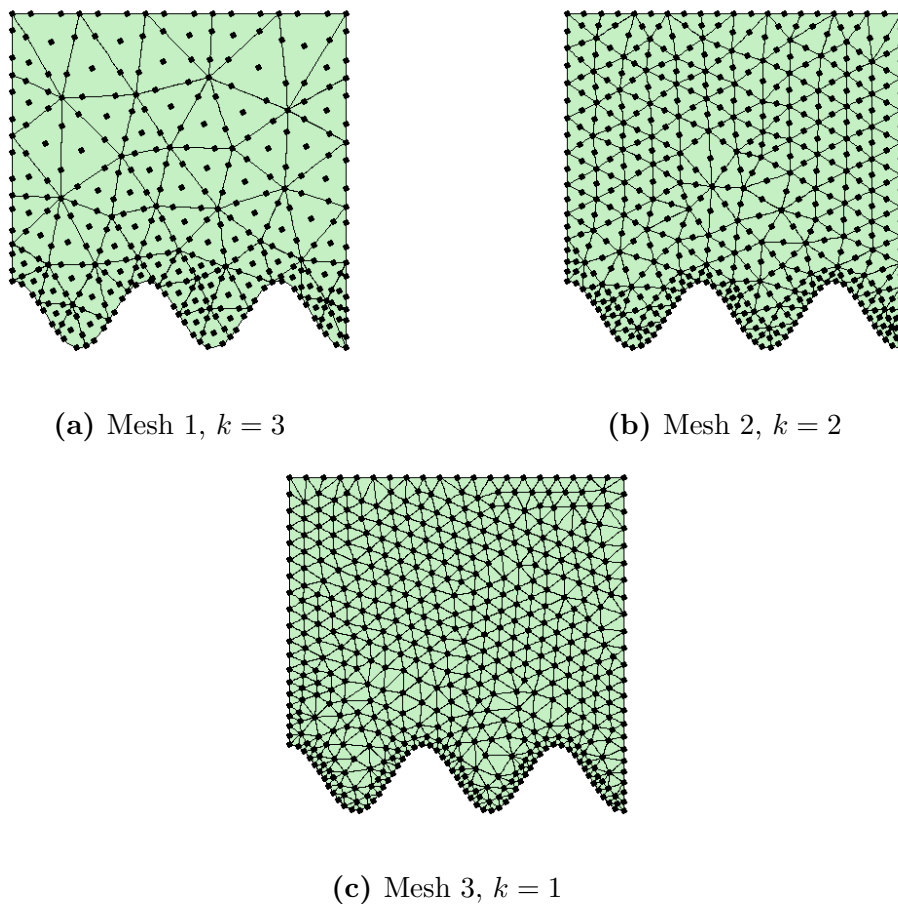 (a) Mesh 1, k = 3
(b) Mesh 2, k = 2
(c) Mesh 3, k = 1